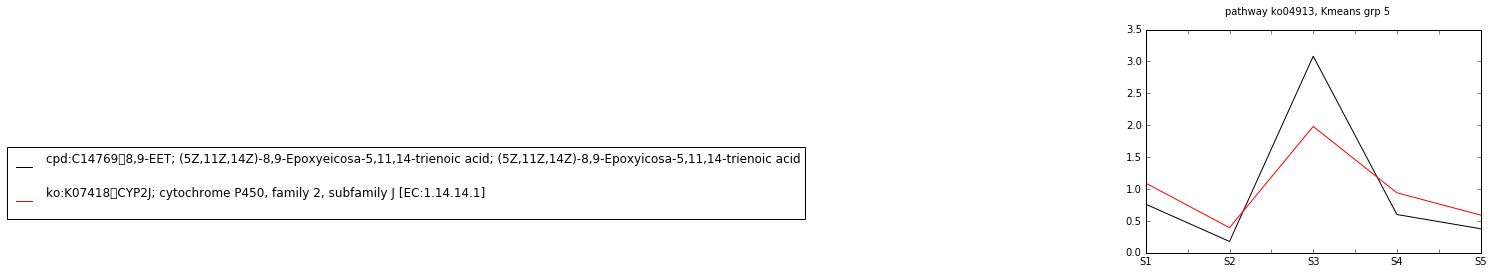 pathway ko04913, Kmeans grp 5
cpd:C14769▯8,9-EET; (5Z,11Z,14Z)-8,9-Epoxyeicosa-5,11,14-trienoic acid; (5Z,11Z,14Z)-8,9-Epoxyicosa-5,11,14-trienoic acid
ko:K07418▯CYP2J; cytochrome P450, family 2, subfamily J [EC:1.14.14.1]
3.5
3.0
2.5
2.0
1.5
1.0
0.5
0.0
S1 S2 S3 S4 S5